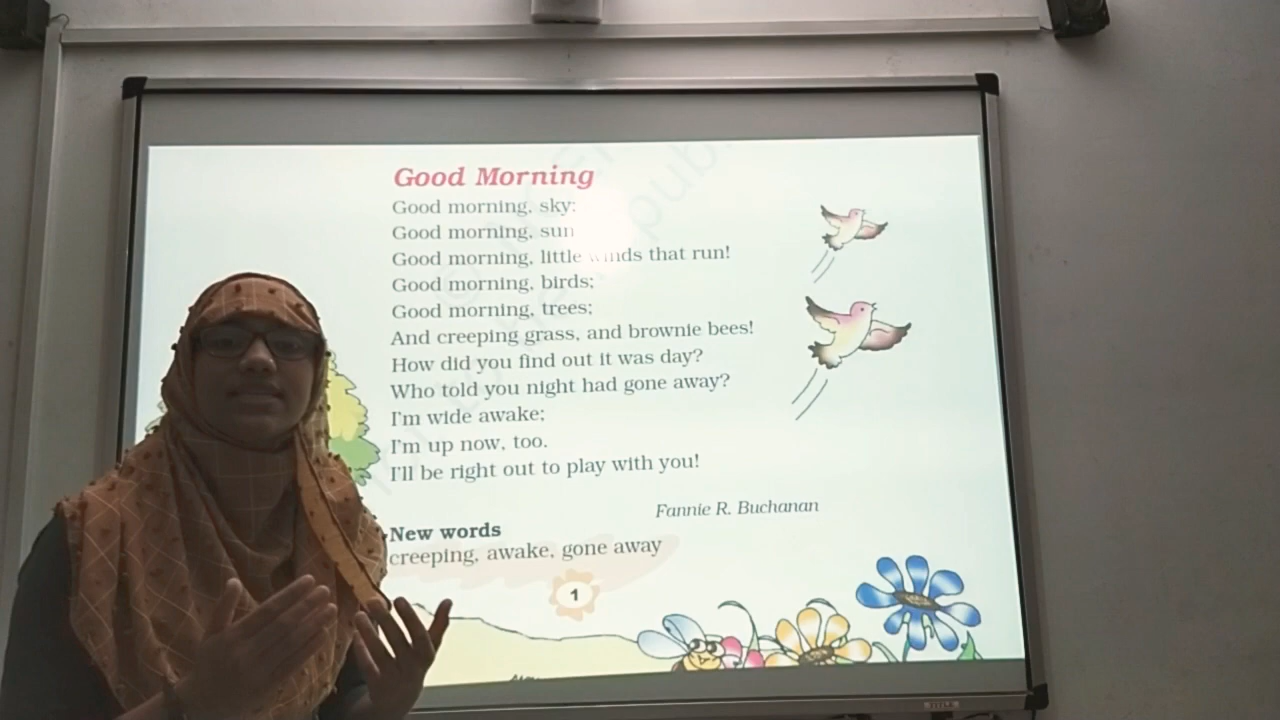 Good Morning
Good morning, sky;
Good morning, sun
Good morning, little winds that run!
Good morning, birds;
Good morning, trees;
And creeping grass, and brownie bees!
How did you find out it was day?
Who told you night had gone away?
I'm wide awake;
I'm up now, too.
I'll be right out to play with you!
Fannie R. Buchanan
New words
creeping, awake, gone away
1